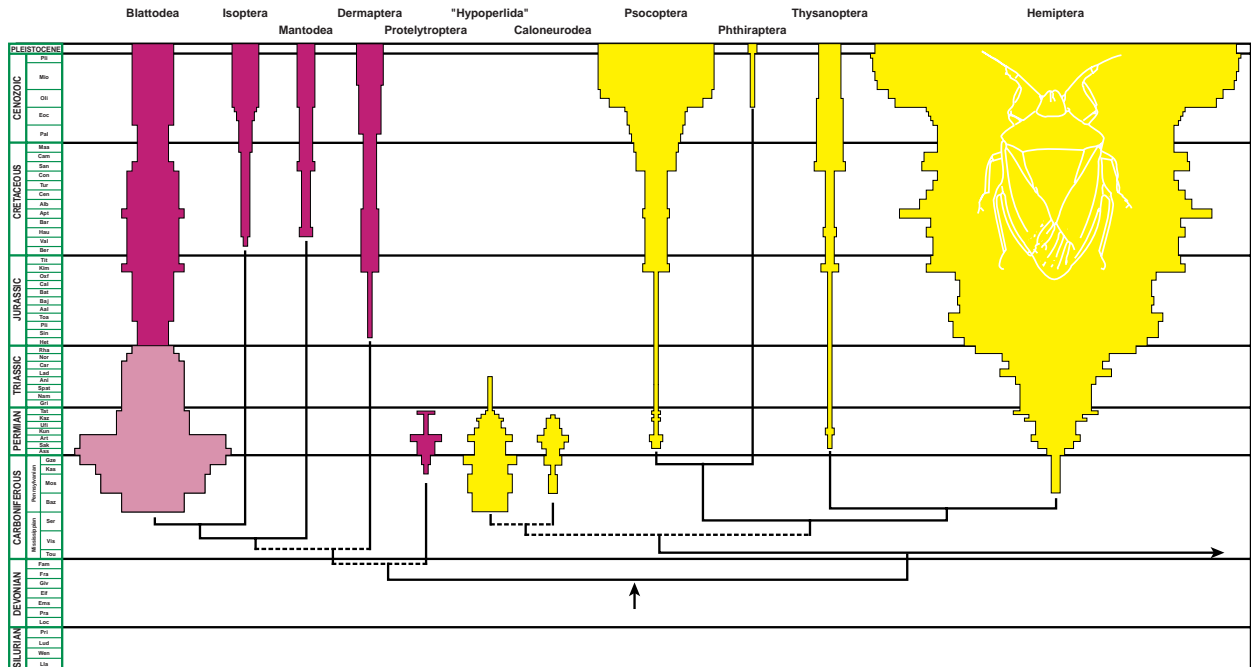 Blattodea Isoptera Dermaptera "Hypoperlida" Psocoptera Thysanoptera Hemiptera
Mantodea Protelytroptera Caloneurodea Phthiraptera
PLEISTOCENE
CENOZOIC
Pli
Mio
Oli
Eoc
Pal
CRETACEOUS
Maa
Cam
San
Con
Tur
Cen
Alb
Apt
Bar
Hau
Val
Ber
JURASSIC
Tit
Kim
Oxf
Cal
Bat
Baj
Aal
Toa
Pli
Sin
Het
TRIASSIC
Rha
Nor
Car
Lad
Ani
Spat
Nam
Gri
PERMIAN
Tat
Kaz
Ufi
Kun
Art
Sak
Ass
CARBONIFEROUS
Pennsylvanian
Gze
Kas
Mos
Baz
Mississippian
Ser
Vis
Tou
DEVONIAN
Fam
Fra
Giv
Eif
Ems
Pra
Loc
SILURIAN
Pri
Lud
Wen
Lla